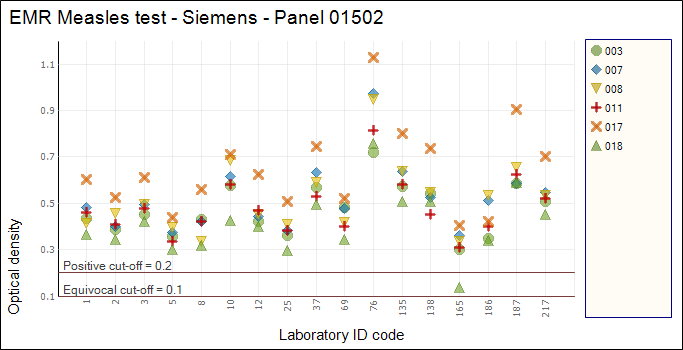 EMR Measles test - Siemens - Panel 01502
003
007
008
011
017
018
1.1
0.9
0.7
0.5
0.3
0.1
Optical density
Positive cut-off = 0.2
Equivocal cut-off = 0.1
1 2 3 5 8 10 12 25 37 69 76 135 138 165 186 187 217
Laboratory ID code